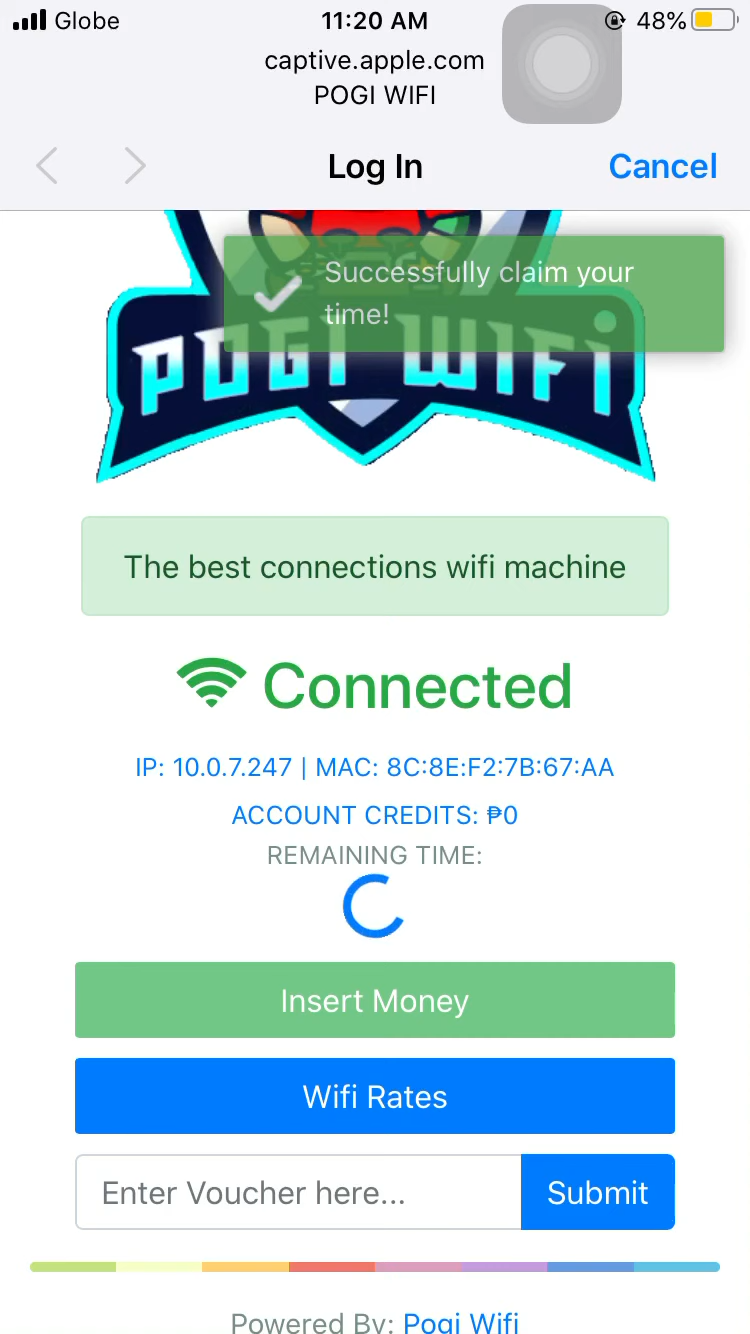 Globe
11:20 AM
48%
captive.apple.com
POGI WIFI
Log In
Cancel
Successfully claim your
time!
POGI WIFI
The best connections wifi machine
Connected
IP: 10.0.7.247 | MAC: 8C:8E:F2:7B:67:AA
ACCOUNT CREDITS: ₱0
REMAINING TIME:
Insert Money
Wifi Rates
Enter Voucher here...
Submit
Powered By: Pogi Wifi